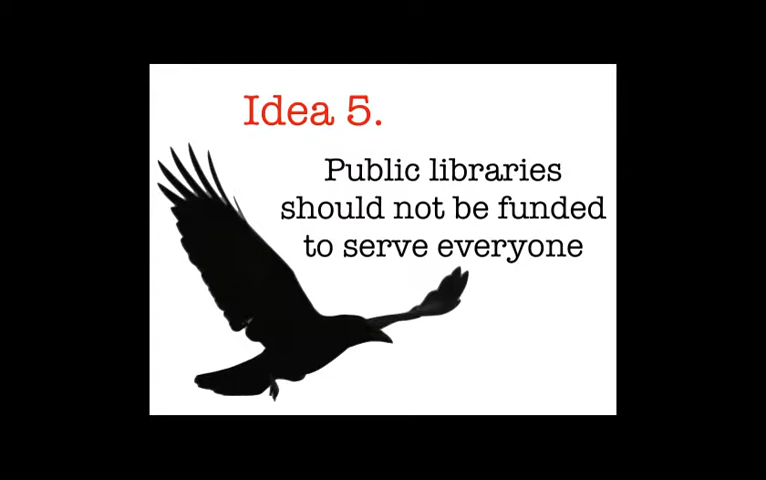 Idea 5.
Public libraries
should not be funded
to serve everyone